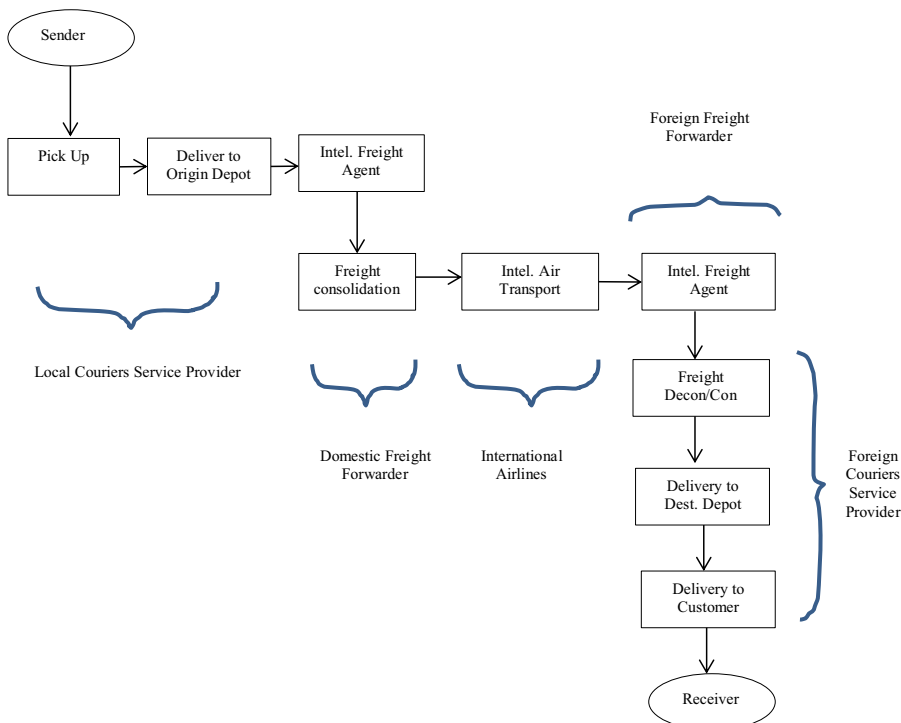 Sender
Foreign Freight
Forwarder
Pick Up
Deliver to
Origin Depot
Intel. Freight
Agent
Freight
consolidation
Intel. Air
Transport
Intel. Freight
Agent
Local Couriers Service Provider
Freight
Decon/Con
Domestic Freight
Forwarder
International
Airlines
Foreign
Couriers
Service
Provider
Delivery to
Dest. Depot
Delivery to
Customer
Receiver